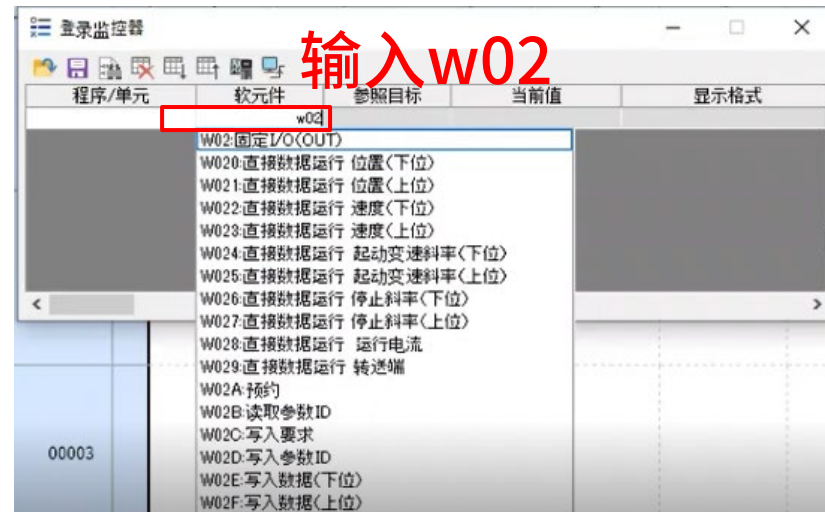 登录监控器
输入w02
程序/单元 软元件 参照目标 当前值 显示格式
w02
W02:固定I/O(OUT)
W020:直接数据运行 位置(下位)
W021:直接数据运行 位置(上位)
W022:直接数据运行 速度(下位)
W023:直接数据运行 速度(上位)
W024:直接数据运行 起动变速斜率(下位)
W025:直接数据运行 起动变速斜率(上位)
W026:直接数据运行 停止斜率(下位)
W027:直接数据运行 停止斜率(上位)
W028:直接数据运行 运行电流
W029:直接数据运行 转送端
W02A:预约
W02B:读取参数ID
W02C:写入要求
W02D:写入参数ID
W02E:写入数据(下位)
W02F:写入数据(上位)
00003